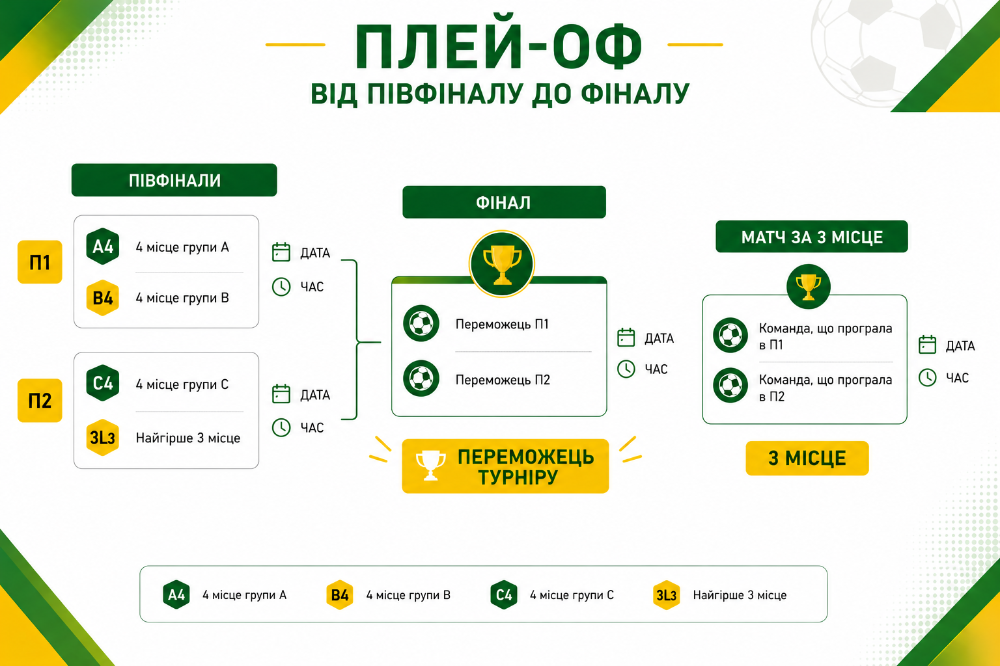 ПЛЕЙ-ОФ
ВІД ПІВФІНАЛУ ДО ФІНАЛУ
ПІВФІНАЛИ
П1
A4
4 місце групи A
B4
4 місце групи B
ДАТА
ЧАС
П2
C4
4 місце групи C
3L3
Найгірше 3 місце
ДАТА
ЧАС
ФІНАЛ
Переможець П1
Переможець П2
ДАТА
ЧАС
ПЕРЕМОЖЕЦЬ
ТУРНІРУ
МАТЧ ЗА 3 МІСЦЕ
Команда, що програла
в П1
Команда, що програла
в П2
ДАТА
ЧАС
3 МІСЦЕ
A4 4 місце групи A B4 4 місце групи B C4 4 місце групи C 3L3 Найгірше 3 місце